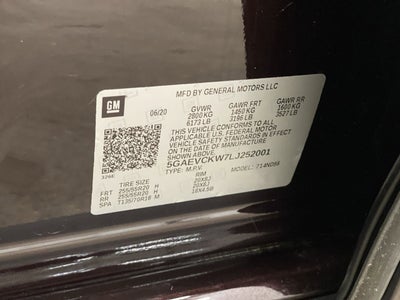 GM
06/20
MFD BY GENERAL MOTORS LLC
GVWR GAWR FRT GAWR RR
2800 KG 1450 KG 1600 KG
6173 LB 3196 LB 3527 LB
THIS VEHICLE CONFORMS TO ALL
APPLICABLE U.S. FEDERAL MOTOR
VEHICLE SAFETY STANDARDS IN EFFECT
ON THE DATE OF MANUFACTURE SHOWN ABOVE.
5GAEVCKW7LJ252001
TYPE: M.P.V. MODEL: 714NO56
TIRE SIZE RIM
FRT 255/55R20 H 20X8J
RR 255/55R20 H 20X8J
SPA T135/70R18 M 18X4.5B